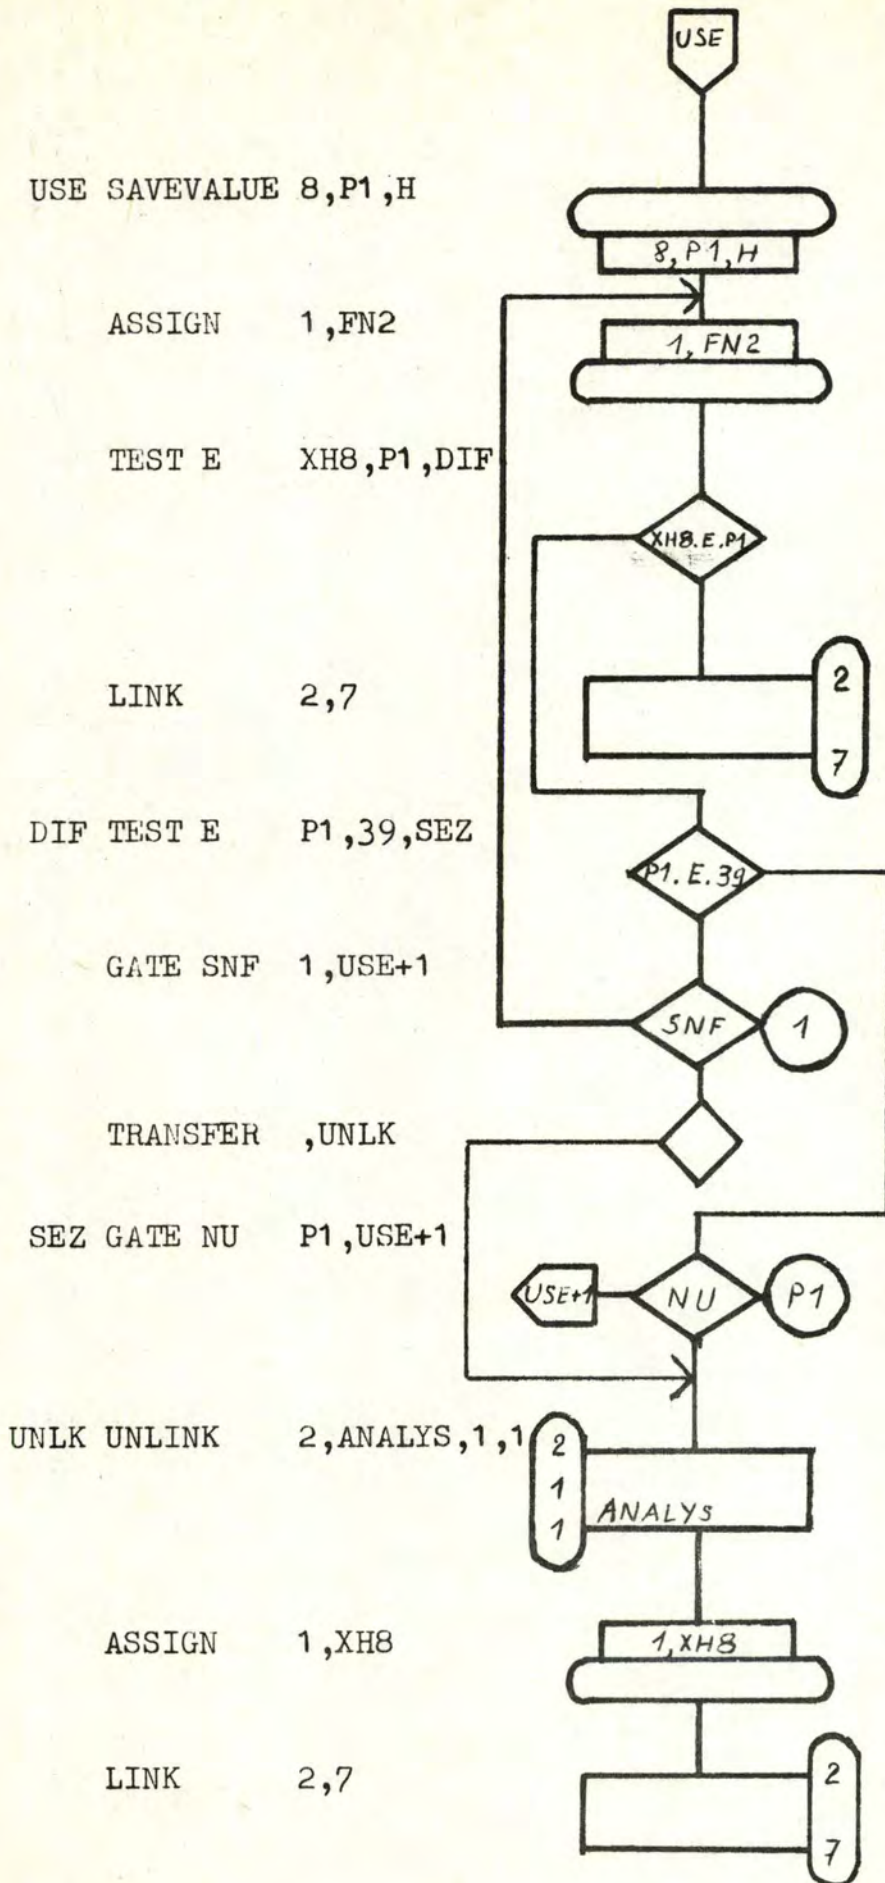 USE
USE SAVEVALUE 8,P1,H
8,P1,H
ASSIGN 1,FN2
1,FN2
TEST E XH8,P1,DIF
XH8.E.P1
LINK 2,7
2
7
DIF TEST E P1,39,SEZ
P1.E.39
GATE SNF 1,USE+1
SNF
1
TRANSFER ,UNLK
SEZ GATE NU P1,USE+1
USE+1
NU
P1
UNLK UNLINK 2,ANALYS,1,1
2
1
1
ANALYS
ASSIGN 1,XH8
1,XH8
LINK 2,7
2
7